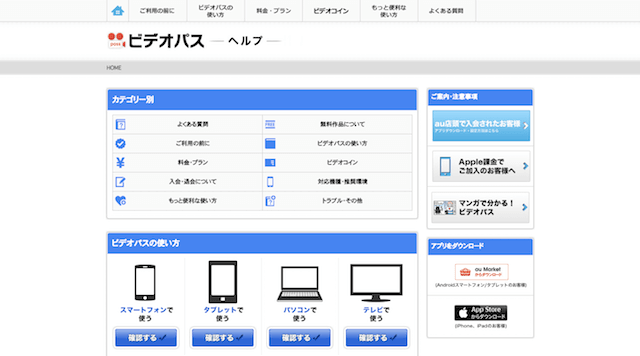 ご利用の前に
ビデオパスの
使い方
料金・プラン
ビデオコイン
もっと便利な
使い方
よくある質問
pass
ビデオパス
ヘルプ
HOME
カテゴリー別
よくある質問
FREE
無料作品について
ご利用の前に
ビデオパスの使い方
料金・プラン
ビデオコイン
入会・退会について
対応機種・推奨環境
もっと便利な使い方
トラブル・その他
ビデオパスの使い方
スマートフォンで
使う
確認する
タブレットで
使う
確認する
パソコンで
使う
確認する
テレビで
使う
確認する
ご案内・注意事項
au店頭で入会されたお客様
Apple課金で
ご加入のお客様へ
マンガで分かる！
ビデオパス
アプリをダウンロード
au Market
からダウンロード
(Androidスマートフォン/タブレットのお客様)
App Store
からダウンロード
(iPhone、iPadのお客様)